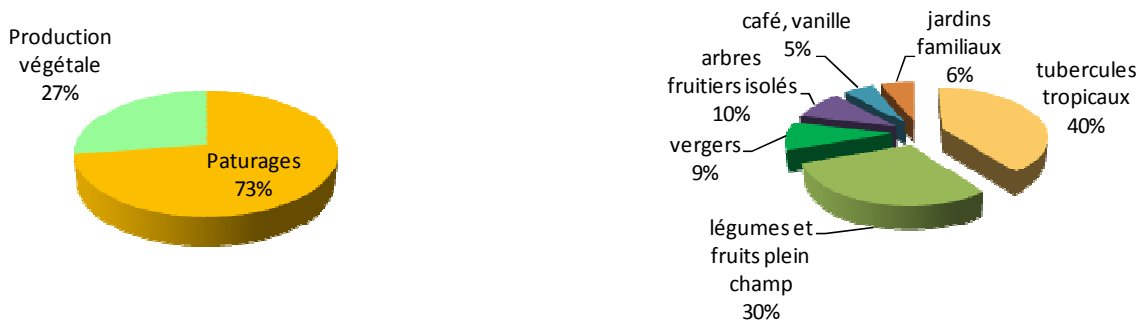 Production
végétale
27%
Paturages
73%
café, vanille
5%
jardins
familiaux
6%
arbres
fruitiers isolés
10%
tubercules
tropicaux
40%
vergers
9%
légumes et
fruits plein
champ
30%